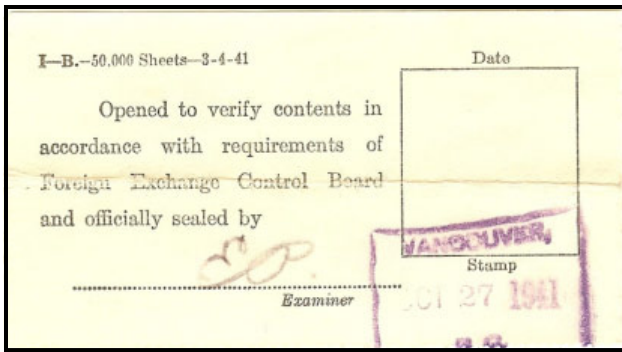 I—B.—50,000 Sheets—3-4-41
Date
Opened to verify contents in
accordance with requirements of
Foreign Exchange Control Board
and officially sealed by
Stamp
Examiner
VANCOUVER,
OCT 27 1941
B. C.